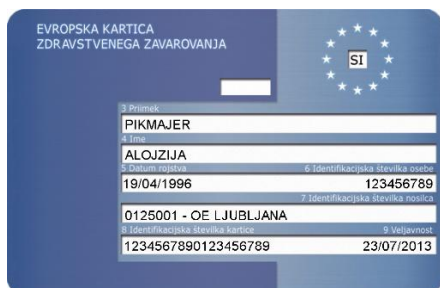 EVROPSKA KARTICA
ZDRAVSTVENEGA ZAVAROVANJA
SI
3 Priimek
PIKMAJER
4 Ime
ALOJZIJA
5 Datum rojstva 6 Identifikacijska številka osebe
19/04/1996 123456789
7 Identifikacijska številka nosilca
0125001 - OE LJUBLJANA
8 Identifikacijska številka kartice 9 Veljavnost
1234567890123456789 23/07/2013